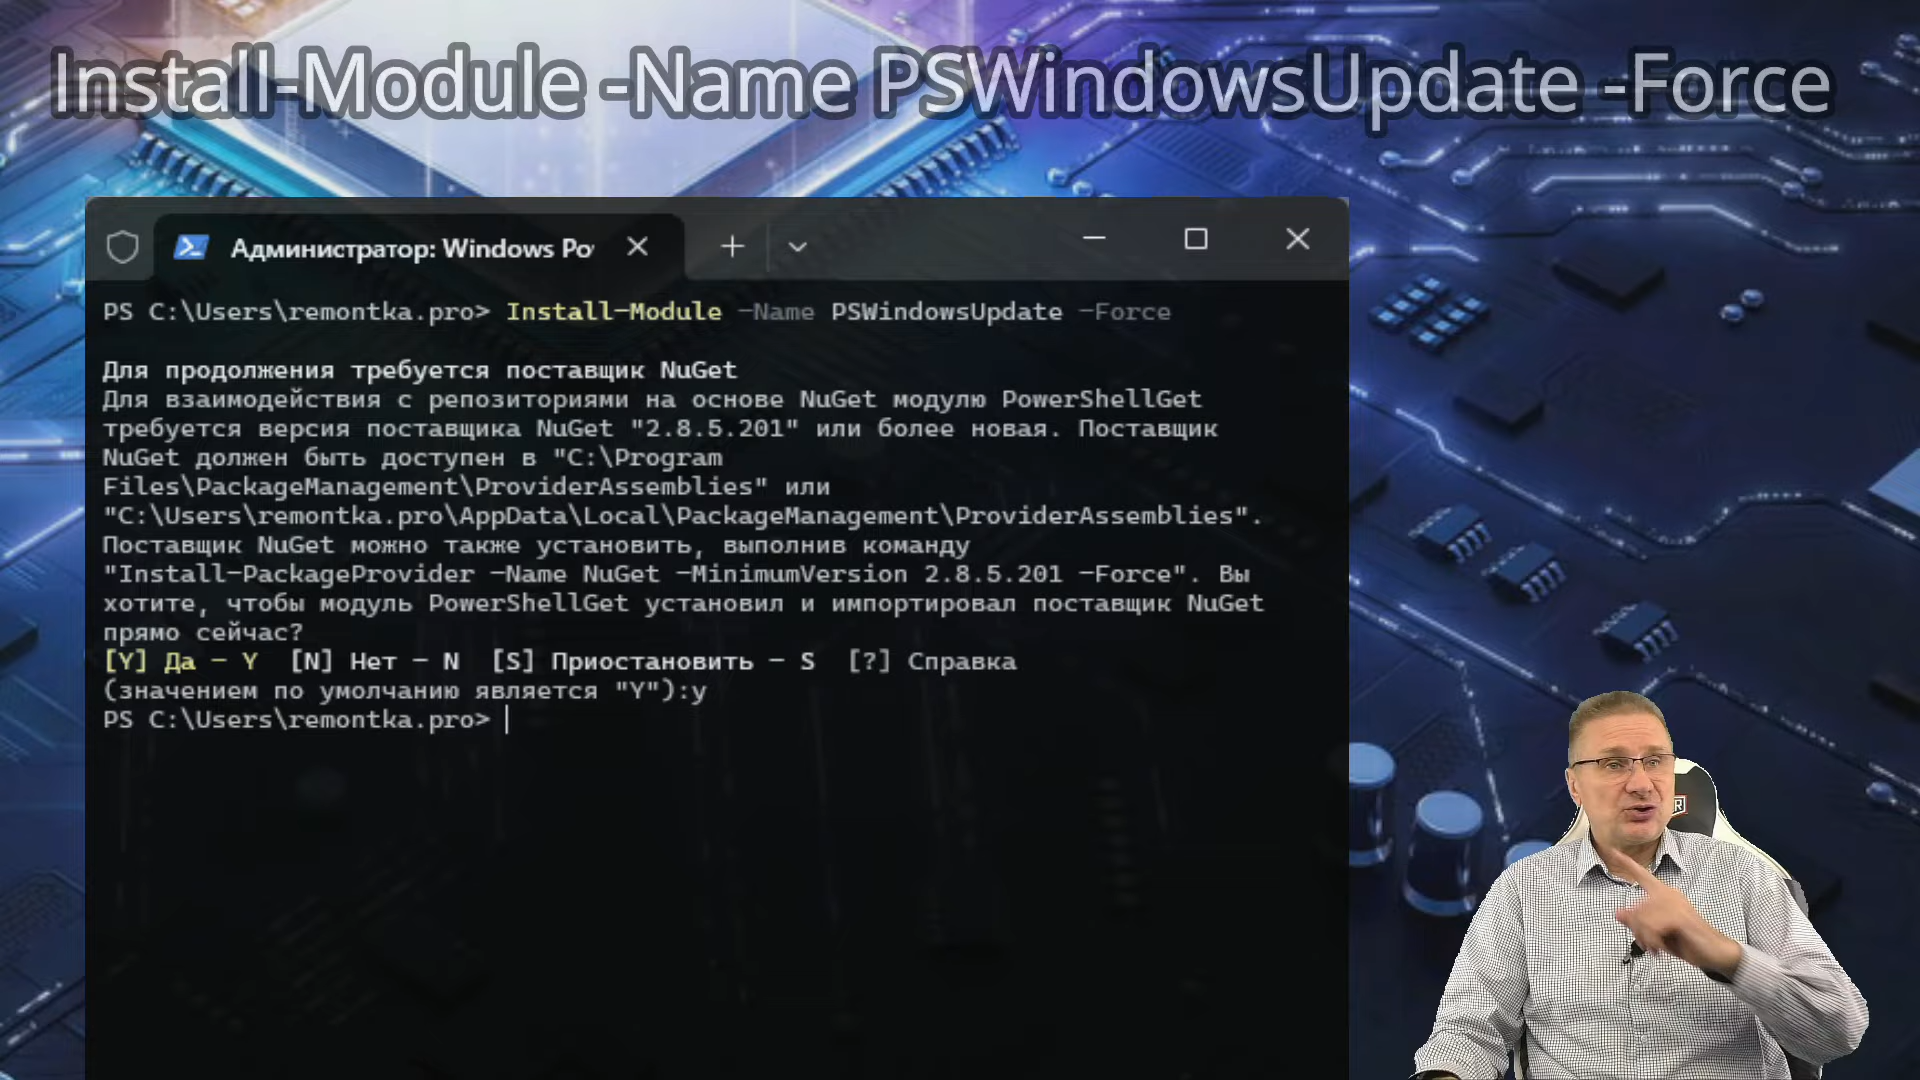 Install-Module -Name PSWindowsUpdate -Force
Администратор: Windows Po
PS C:\Users\remontka.pro> Install-Module -Name PSWindowsUpdate -Force
Для продолжения требуется поставщик NuGet
Для взаимодействия с репозиториями на основе NuGet модулю PowerShellGet
требуется версия поставщика NuGet "2.8.5.201" или более новая. Поставщик
NuGet должен быть доступен в "C:\Program
Files\PackageManagement\ProviderAssemblies" или
"C:\Users\remontka.pro\AppData\Local\PackageManagement\ProviderAssemblies".
Поставщик NuGet можно также установить, выполнив команду
"Install-PackageProvider -Name NuGet -MinimumVersion 2.8.5.201 -Force". Вы
хотите, чтобы модуль PowerShellGet установил и импортировал поставщик NuGet
прямо сейчас?
[Y] Да - Y  [N] Нет - N  [S] Приостановить - S  [?] Справка
(значением по умолчанию является "Y"):y
PS C:\Users\remontka.pro>